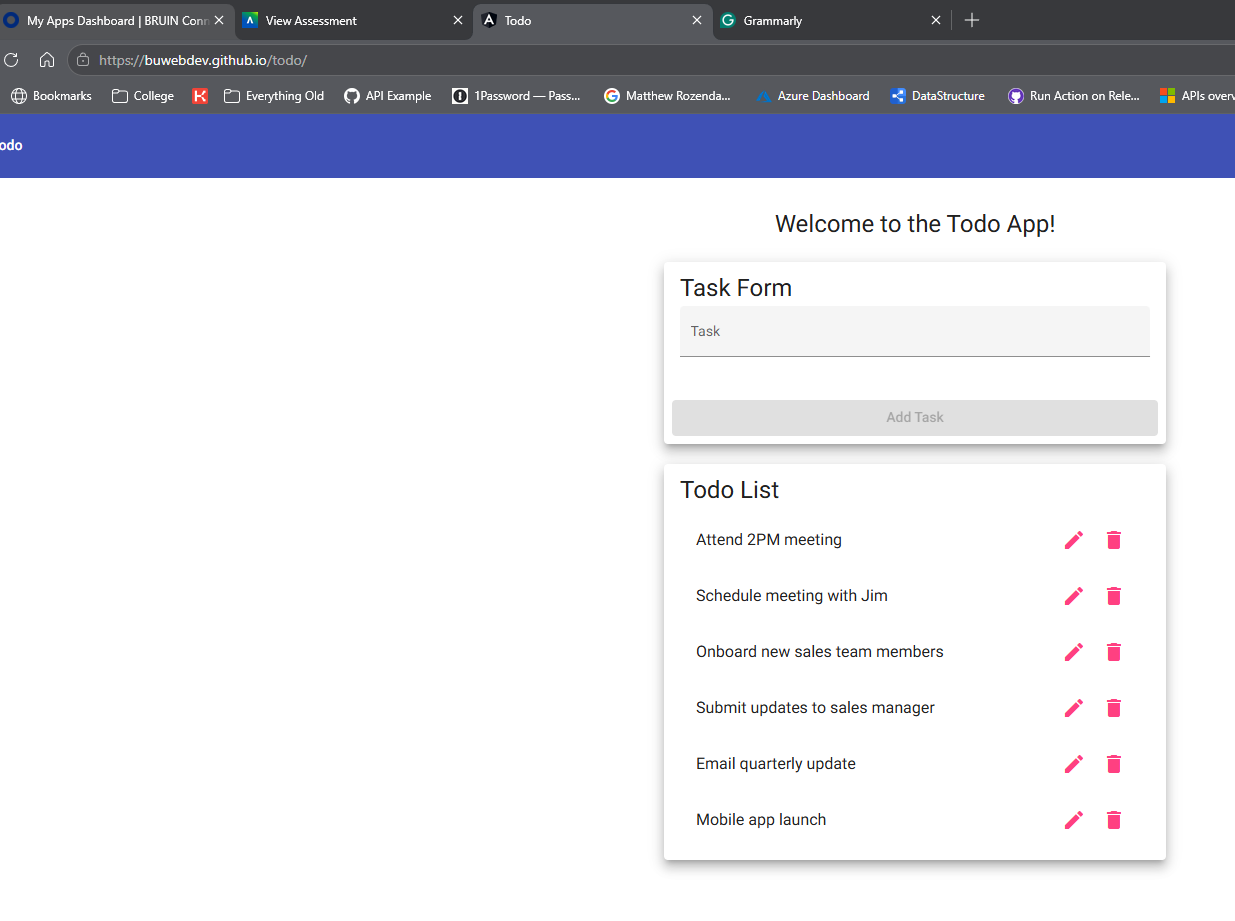 My Apps Dashboard | BRUIN Conn
View Assessment
Todo
Grammarly
https://buwebdev.github.io/todo/
Bookmarks
College
Everything Old
API Example
1Password — Pass...
Matthew Rozenda...
Azure Dashboard
DataStructure
Run Action on Rele...
APIs overv
odo
Welcome to the Todo App!
Task Form
Task
Add Task
Todo List
Attend 2PM meeting
Schedule meeting with Jim
Onboard new sales team members
Submit updates to sales manager
Email quarterly update
Mobile app launch